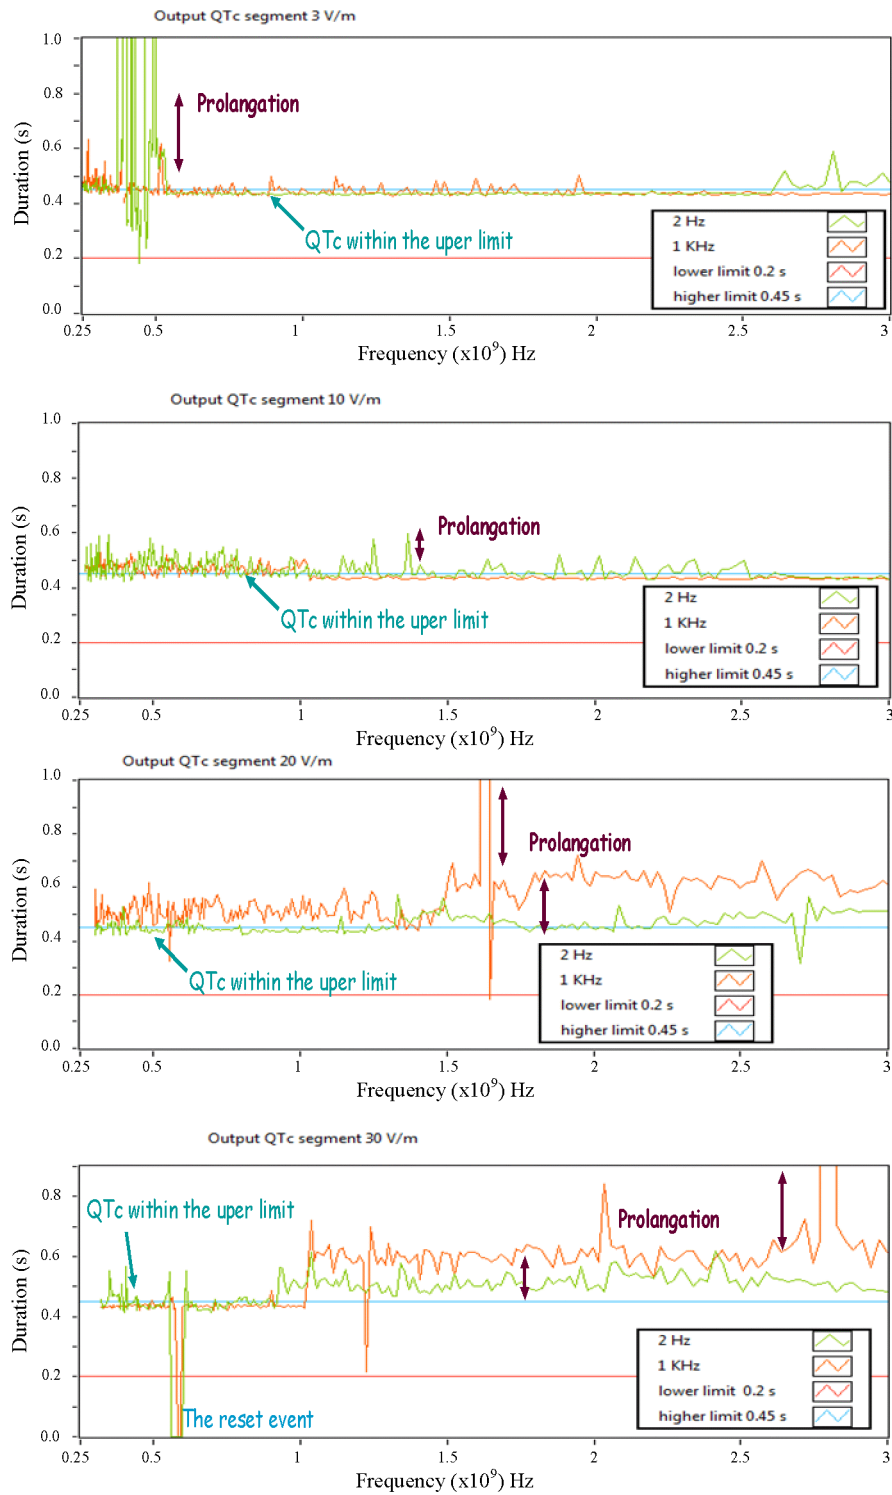 Output QTc segment 3 V/m
1.0
0.8
0.6
0.4
0.2
0.0
Duration (s)
Prolangation
QTc within the uper limit
2 Hz
1 KHz
lower limit 0.2 s
higher limit 0.45 s
0.25 0.5 1 1.5 2 2.5 3
Frequency (x10⁹) Hz
Output QTc segment 10 V/m
1.0
0.8
0.6
0.4
0.2
0.0
Duration (s)
Prolangation
QTc within the uper limit
2 Hz
1 KHz
lower limit 0.2 s
higher limit 0.45 s
0.25 0.5 1 1.5 2 2.5 3
Frequency (x10⁹) Hz
Output QTc segment 20 V/m
1.0
0.8
0.6
0.4
0.2
0.0
Duration (s)
Prolangation
QTc within the uper limit
2 Hz
1 KHz
lower limit 0.2 s
higher limit 0.45 s
0.25 0.5 1 1.5 2 2.5 3
Frequency (x10⁹) Hz
Output QTc segment 30 V/m
0.8
0.6
0.4
0.2
0.0
Duration (s)
QTc within the uper limit
Prolangation
The reset event
2 Hz
1 KHz
lower limit 0.2 s
higher limit 0.45 s
0.25 0.5 1 1.5 2 2.5 3
Frequency (x10⁹) Hz